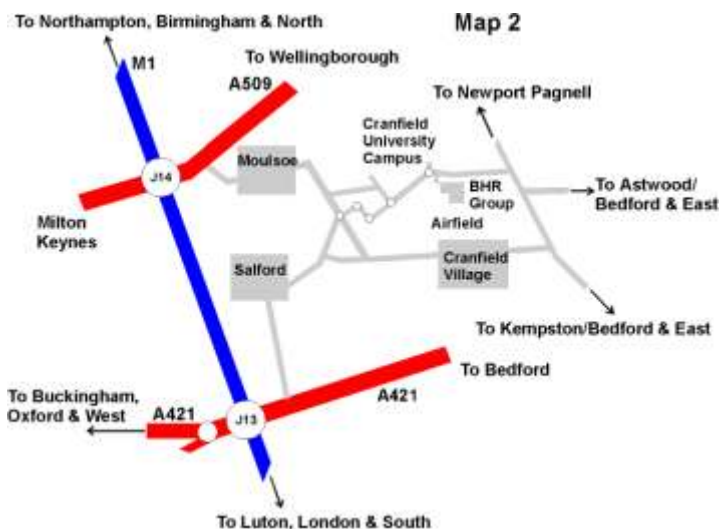 To Northampton, Birmingham & North
Map 2
M1
To Wellingborough
A509
To Newport Pagnell
Cranfield
University
Campus
J14
Moulsoe
BHR
Group
To Astwood/
Bedford & East
Milton
Keynes
Airfield
Salford
Cranfield
Village
To Kempston/Bedford & East
To Bedford
To Buckingham,
Oxford & West
A421
A421
J13
To Luton, London & South